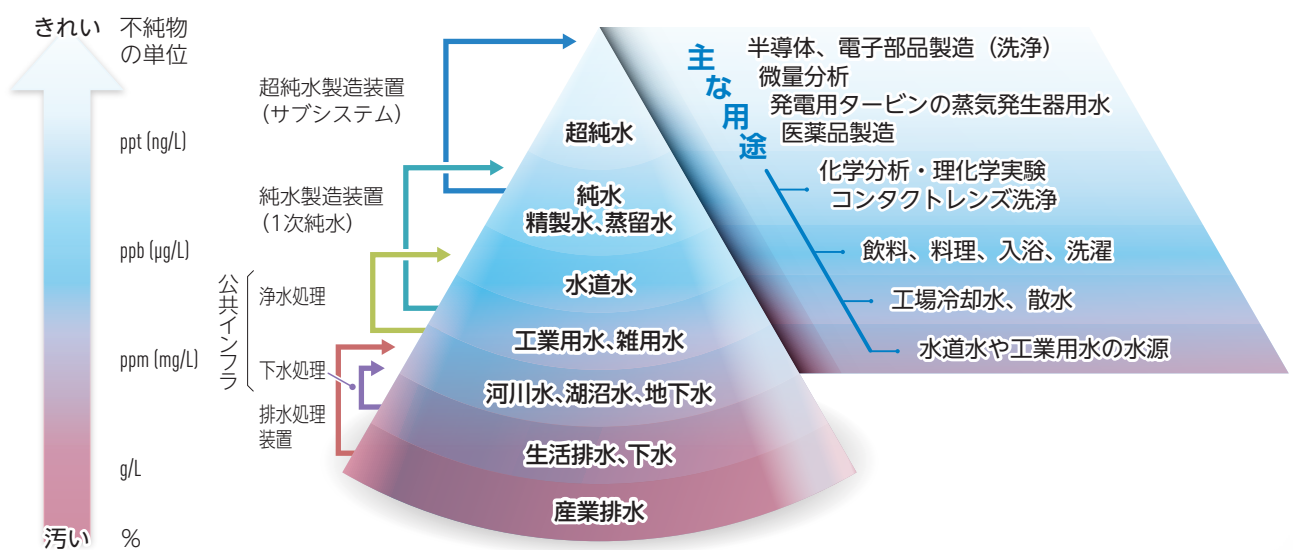 きれい
不純物
の単位
ppt (ng/L)
ppb (μg/L)
ppm (mg/L)
g/L
汚い
%
超純水製造装置
(サブシステム)
純水製造装置
(1次純水)
公共インフラ
浄水処理
下水処理
排水処理
装置
超純水
純水
精製水、蒸留水
水道水
工業用水、雑用水
河川水、湖沼水、地下水
生活排水、下水
産業排水
主な用途
半導体、電子部品製造（洗浄）
微量分析
発電用タービンの蒸気発生器用水
医薬品製造
化学分析・理化学実験
コンタクトレンズ洗浄
飲料、料理、入浴、洗濯
工場冷却水、散水
水道水や工業用水の水源